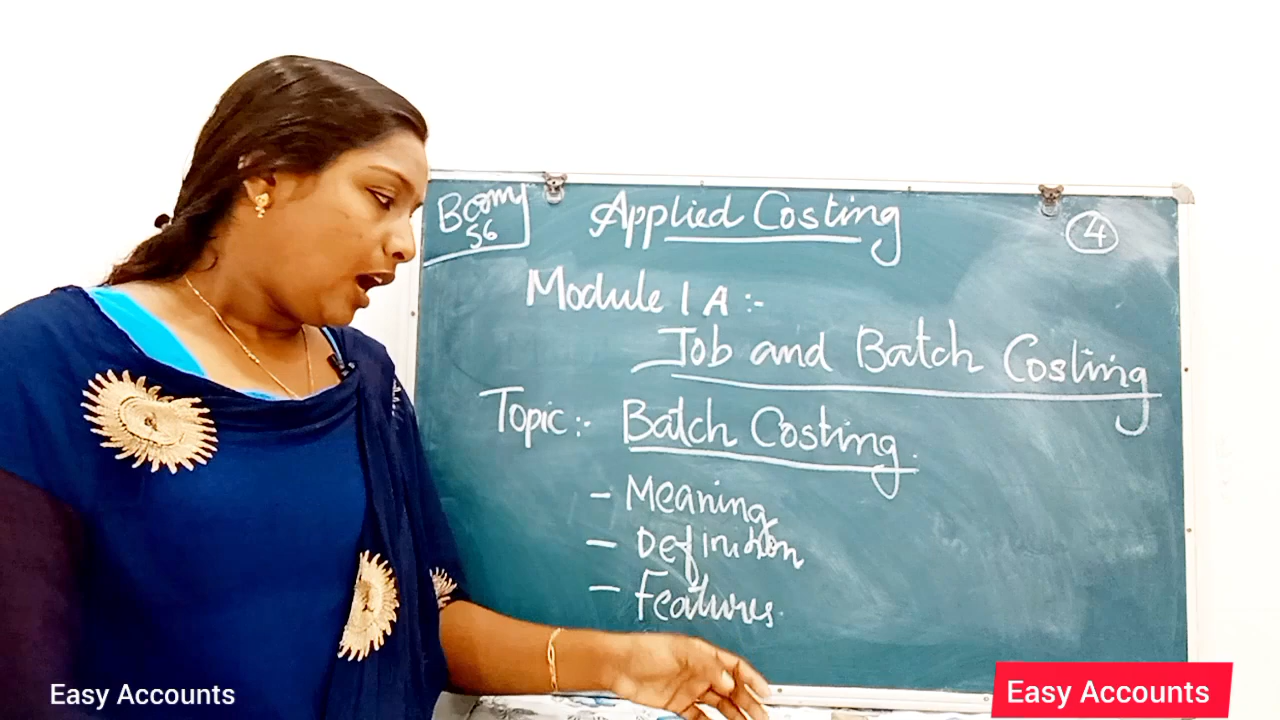 Bcom
S6
Applied Costing
4
Module 1 A :-
Job and Batch Costing
Topic :- Batch Costing.
- Meaning
- Definition
- Features.
Easy Accounts
Easy Accounts